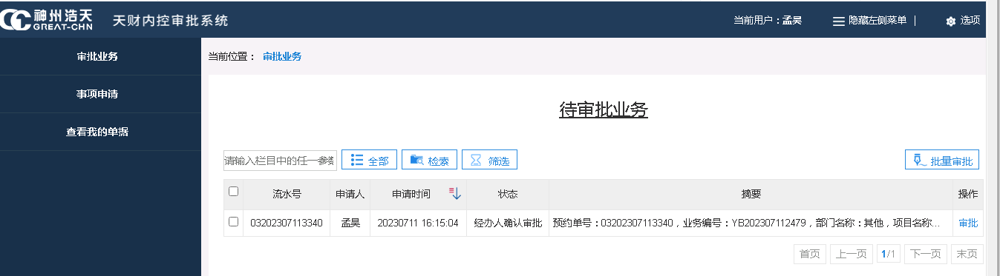 神州浩天
GREAT-CHN
天财内控审批系统
当前用户：孟昊
隐藏左侧菜单 |
选项
审批业务
事项申请
查看我的单据
当前位置： 审批业务
待审批业务
请输入栏目中的任一参数
全部
检索
筛选
批量审批
流水号 申请人 申请时间 状态 摘要 操作
03202307113340 孟昊 20230711 16:15:04 经办人确认审批 预约单号：03202307113340，业务编号：YB202307112479，部门名称：其他，项目名称... 审批
首页 上一页 1/1 下一页 末页